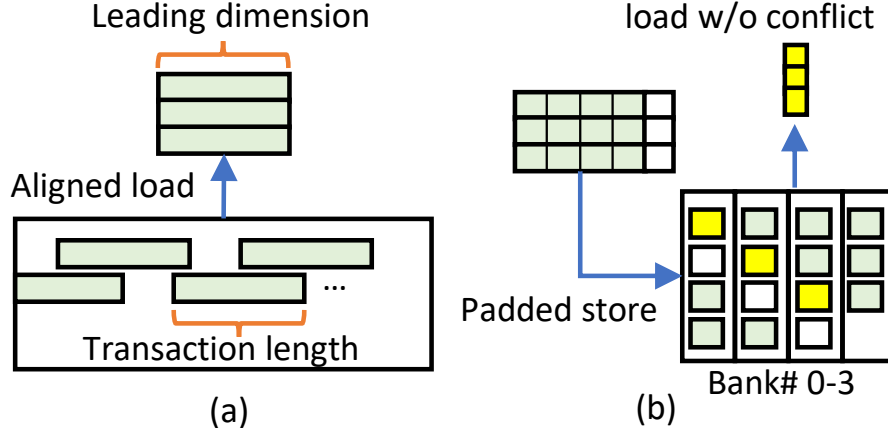 Leading dimension
Aligned load
...
Transaction length
(a)
load w/o conflict
Padded store
Bank# 0-3
(b)